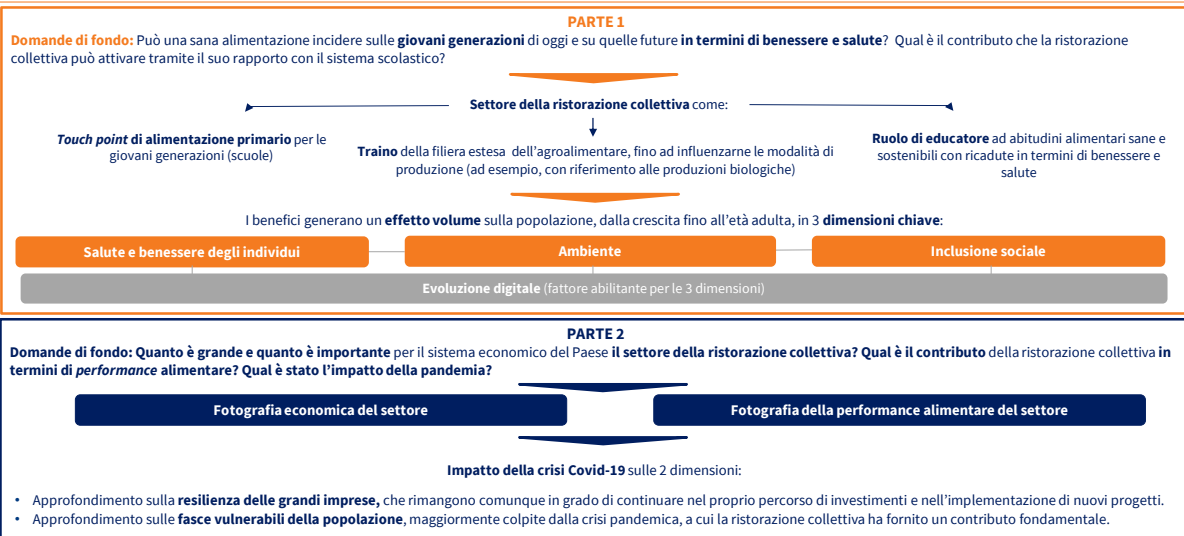 PARTE 1
Domande di fondo: Può una sana alimentazione incidere sulle giovani generazioni di oggi e su quelle future in termini di benessere e salute? Qual è il contributo che la ristorazione
collettiva può attivare tramite il suo rapporto con il sistema scolastico?
Settore della ristorazione collettiva come:
Touch point di alimentazione primario per le
giovani generazioni (scuole)
Traino della filiera estesa dell'agroalimentare, fino ad influenzarne le modalità di
produzione (ad esempio, con riferimento alle produzioni biologiche)
Ruolo di educatore ad abitudini alimentari sane e
sostenibili con ricadute in termini di benessere e
salute
I benefici generano un effetto volume sulla popolazione, dalla crescita fino all'età adulta, in 3 dimensioni chiave:
Salute e benessere degli individui
Ambiente
Inclusione sociale
Evoluzione digitale (fattore abilitante per le 3 dimensioni)
PARTE 2
Domande di fondo: Quanto è grande e quanto è importante per il sistema economico del Paese il settore della ristorazione collettiva? Qual è il contributo della ristorazione collettiva in
termini di performance alimentare? Qual è stato l'impatto della pandemia?
Fotografia economica del settore
Fotografia della performance alimentare del settore
Impatto della crisi Covid-19 sulle 2 dimensioni:
• Approfondimento sulla resilienza delle grandi imprese, che rimangono comunque in grado di continuare nel proprio percorso di investimenti e nell'implementazione di nuovi progetti.
• Approfondimento sulle fasce vulnerabili della popolazione, maggiormente colpite dalla crisi pandemica, a cui la ristorazione collettiva ha fornito un contributo fondamentale.